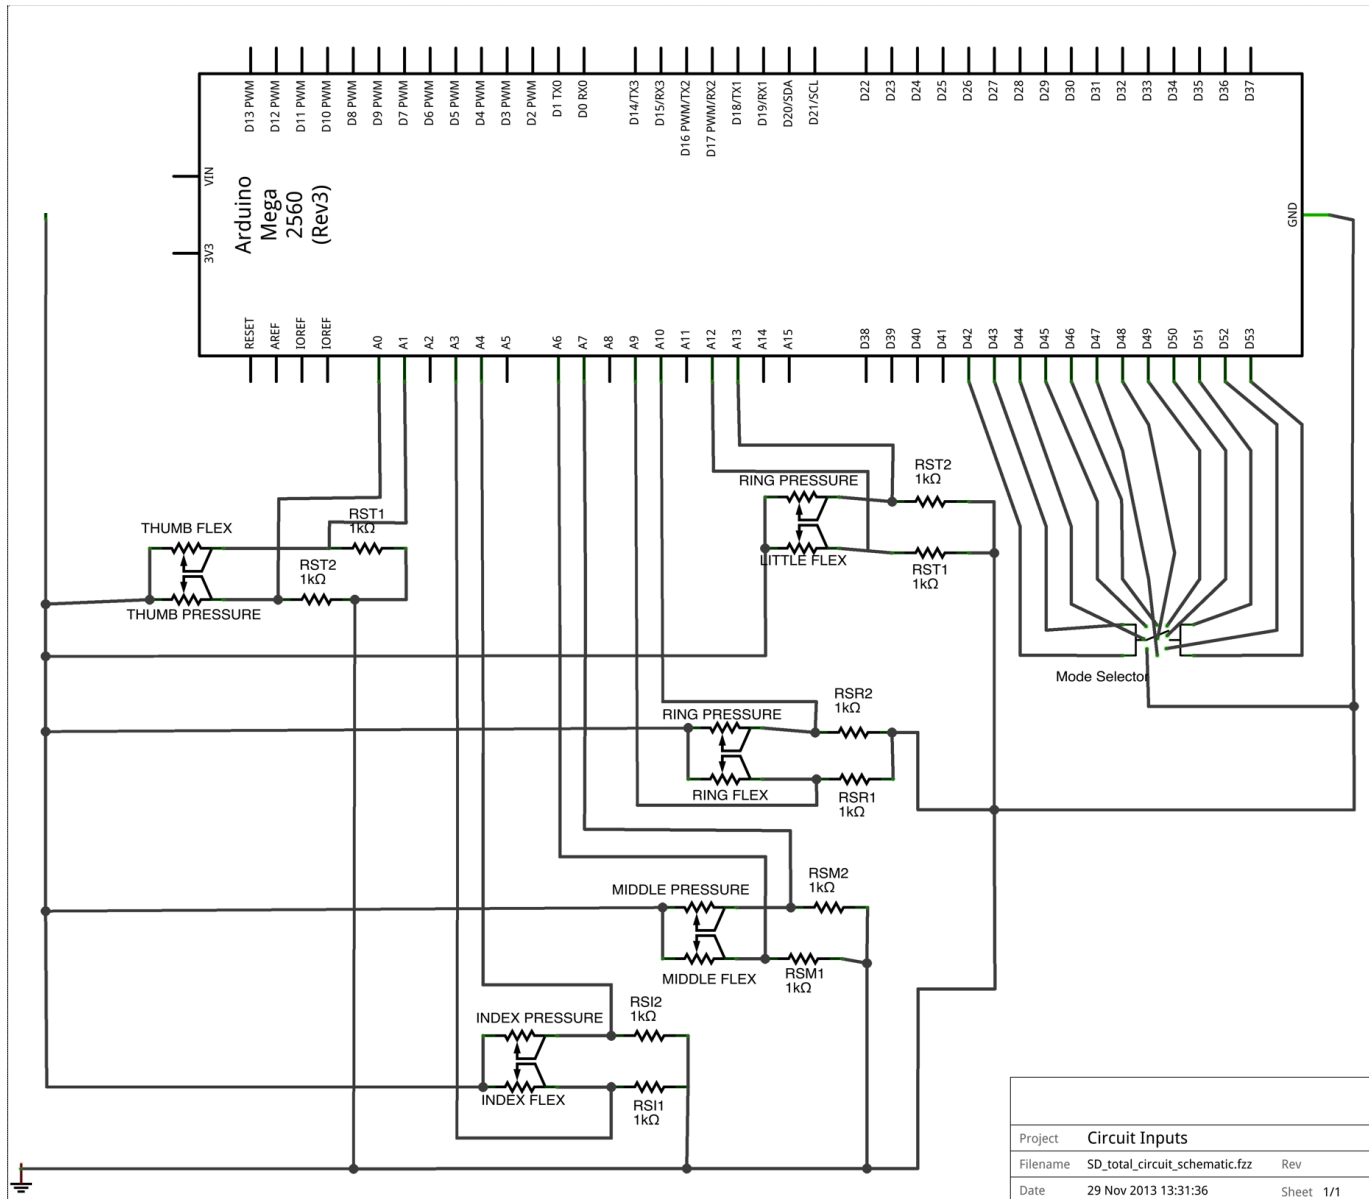 D13 PWM
D12 PWM
D11 PWM
D10 PWM
D8 PWM
D9 PWM
D7 PWM
D6 PWM
D5 PWM
D4 PWM
D3 PWM
D2 PWM
D1 TX0
D0 RX0
D14/TX3
D15/RX3
D16 PWM/TX2
D17 PWM/RX2
D18/TX1
D19/RX1
D20/SDA
D21/SCL
D22
D23
D24
D25
D26
D27
D28
D29
D30
D31
D32
D33
D34
D35
D36
D37
VIN
3V3
Arduino
Mega
2560
(Rev3)
GND
RESET
AREF
IOREF
IOREF
A0
A1
A2
A3
A4
A5
A6
A7
A8
A9
A10
A11
A12
A13
A14
A15
D38
D39
D40
D41
D42
D43
D44
D45
D46
D47
D48
D49
D50
D51
D52
D53
RING PRESSURE
RST2
1kΩ
LITTLE FLEX
RST1
1kΩ
THUMB FLEX
RST1
1kΩ
RST2
1kΩ
THUMB PRESSURE
Mode Selector
RING PRESSURE
RSR2
1kΩ
RING FLEX
RSR1
1kΩ
MIDDLE PRESSURE
RSM2
1kΩ
MIDDLE FLEX
RSM1
1kΩ
INDEX PRESSURE
RSI2
1kΩ
INDEX FLEX
RSI1
1kΩ
Project Circuit Inputs
Filename SD_total_circuit_schematic.fzz Rev
Date 29 Nov 2013 13:31:36 Sheet 1/1